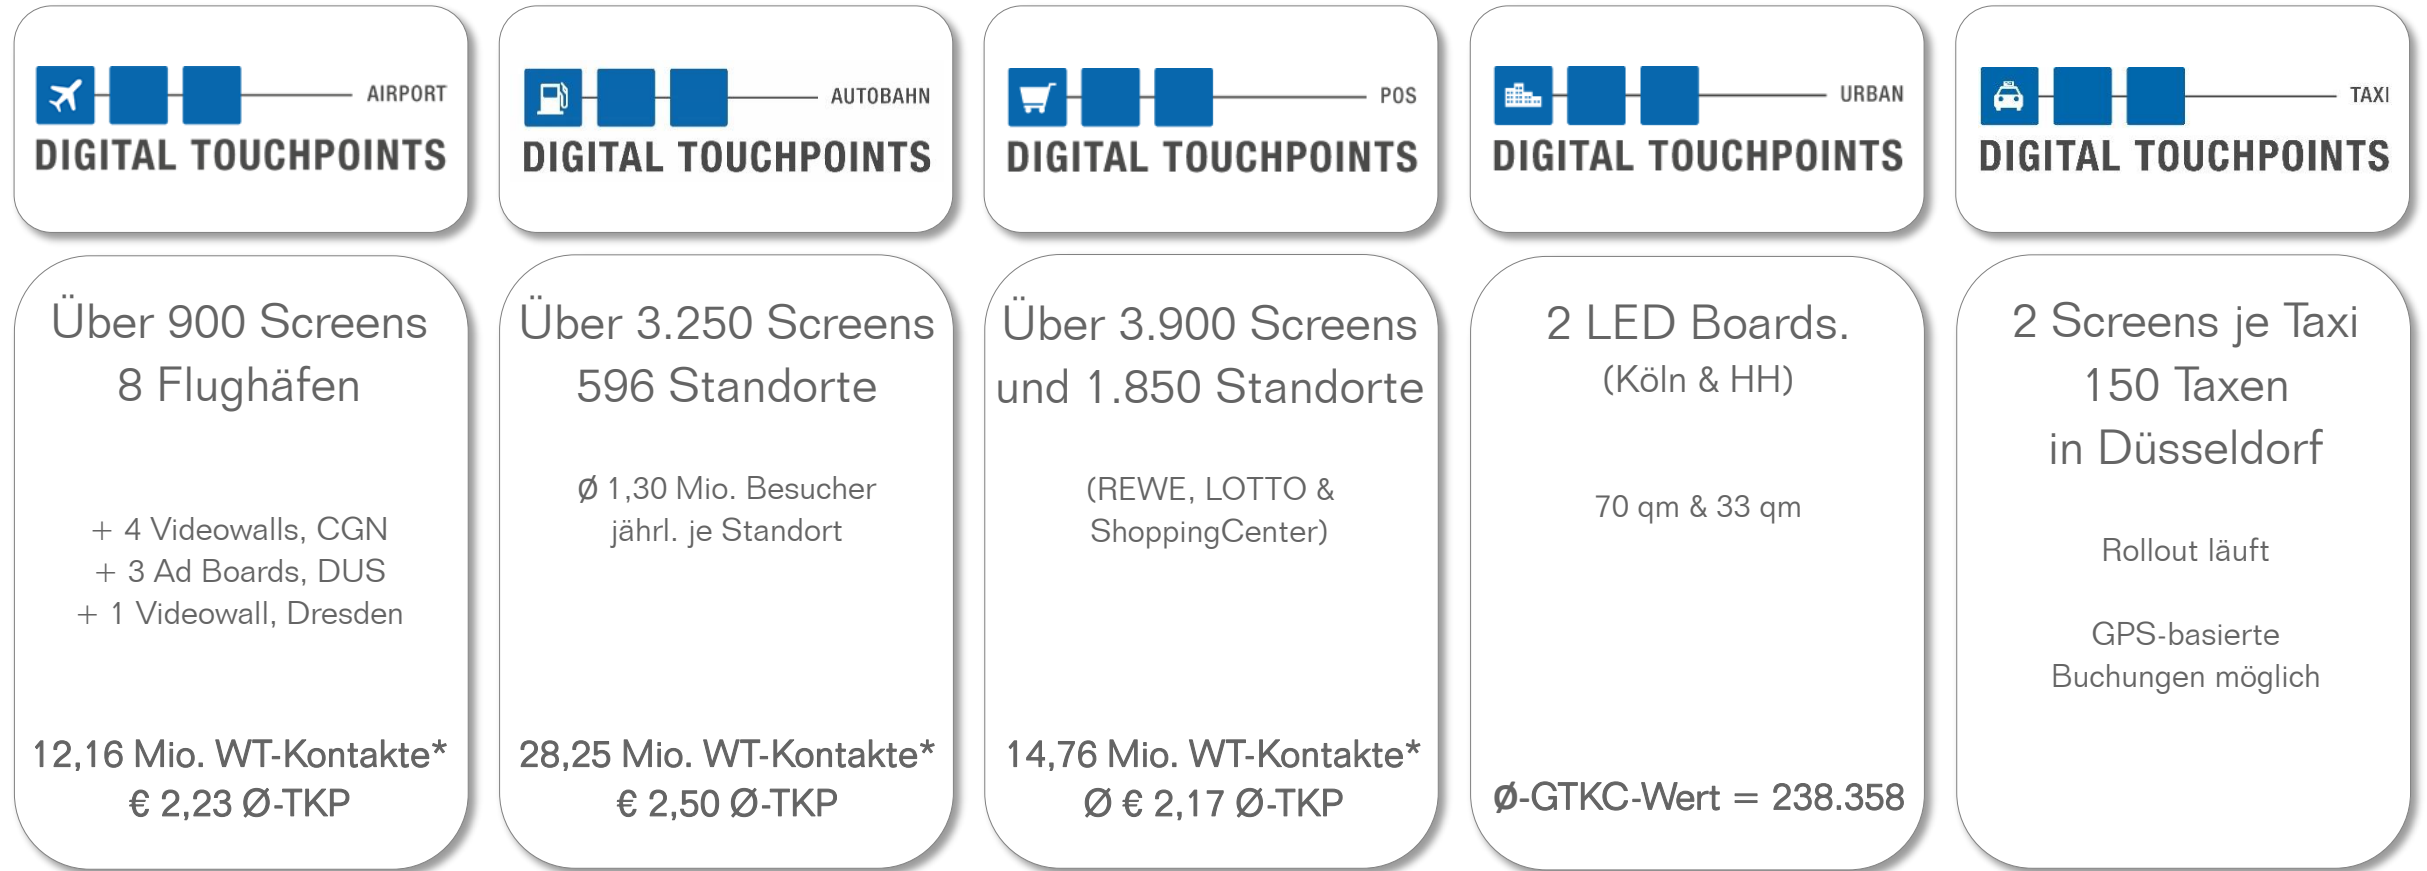 AIRPORT
DIGITAL TOUCHPOINTS
AUTOBAHN
DIGITAL TOUCHPOINTS
POS
DIGITAL TOUCHPOINTS
URBAN
DIGITAL TOUCHPOINTS
TAXI
DIGITAL TOUCHPOINTS
Über 900 Screens
8 Flughäfen
+ 4 Videowalls, CGN
+ 3 Ad Boards, DUS
+ 1 Videowall, Dresden
12,16 Mio. WT-Kontakte*
€ 2,23 Ø-TKP
Über 3.250 Screens
596 Standorte
Ø 1,30 Mio. Besucher
jährl. je Standort
28,25 Mio. WT-Kontakte*
€ 2,50 Ø-TKP
Über 3.900 Screens
und 1.850 Standorte
(REWE, LOTTO &
ShoppingCenter)
14,76 Mio. WT-Kontakte*
Ø € 2,17 Ø-TKP
2 LED Boards.
(Köln & HH)
70 qm & 33 qm
ø-GTKC-Wert = 238.358
2 Screens je Taxi
150 Taxen
in Düsseldorf
Rollout läuft
GPS-basierte
Buchungen möglich